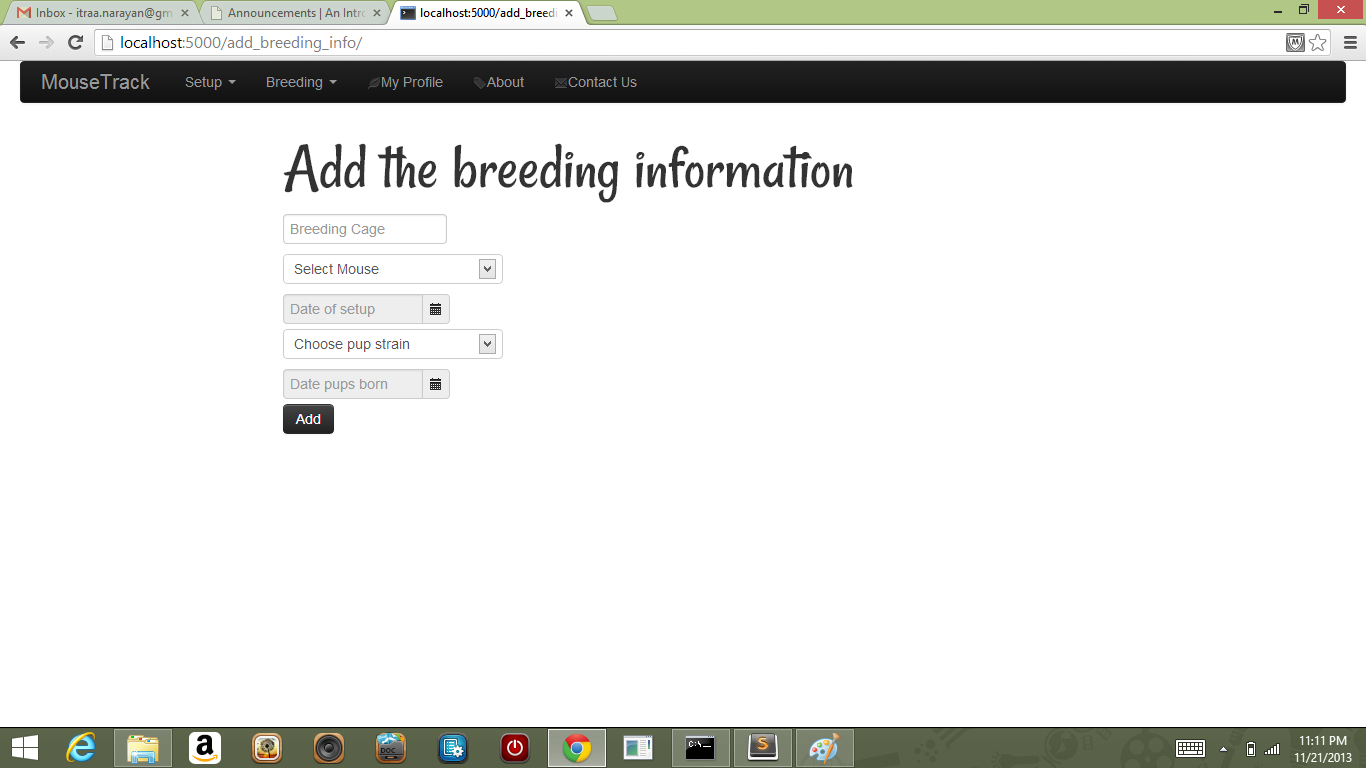 Inbox - itraa.narayan@gm
Announcements | An Intr
localhost:5000/add_breedi
localhost:5000/add_breeding_info/
MouseTrack Setup Breeding My Profile About Contact Us
Add the breeding information
Breeding Cage
Select Mouse
Date of setup
Choose pup strain
Date pups born
Add
DOC
C:\._
S
11:11 PM
11/21/2013